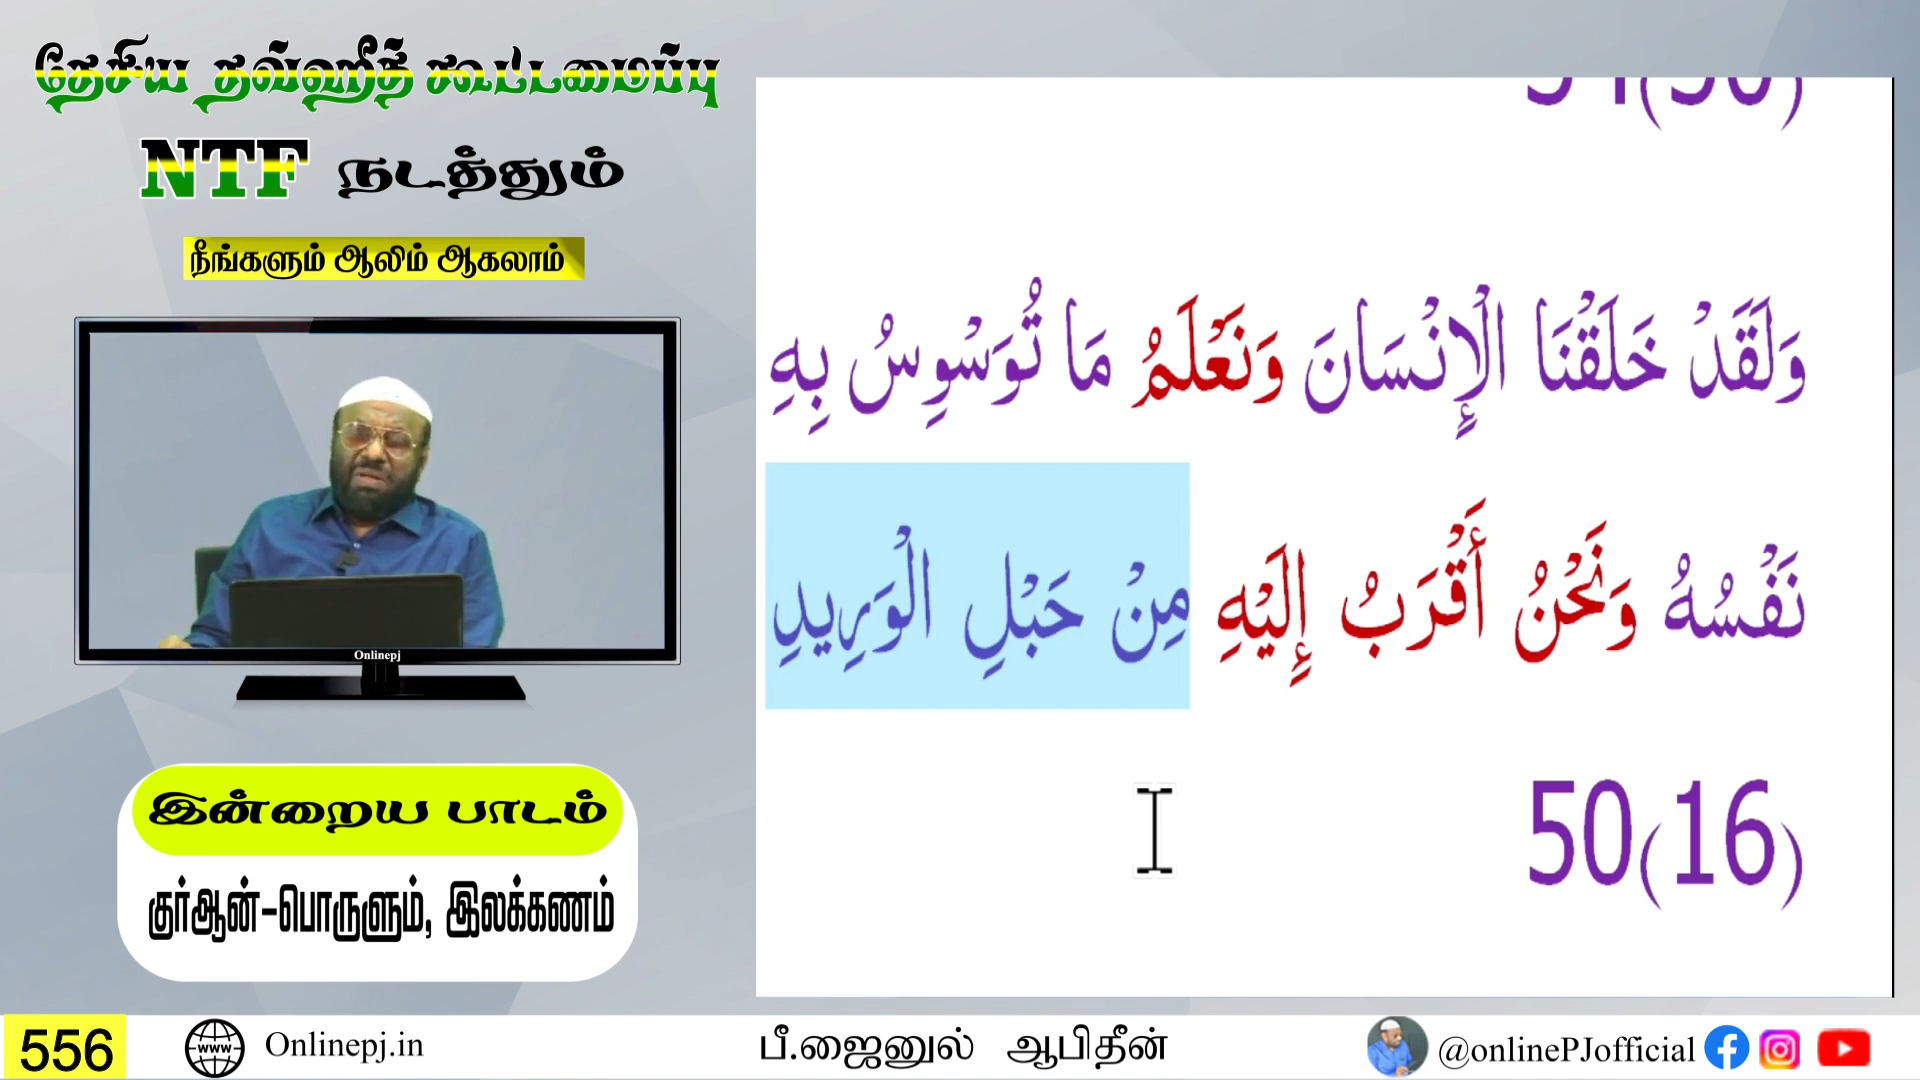 தேசிய தவ்ஹீத் கூட்டமைப்பு
NTF நடத்தும்
நீங்களும் ஆலிம் ஆகலாம்
Onlinepj
இன்றைய பாடம்
குர்ஆன்-பொருளும், இலக்கணம்
وَلَقَدْ خَلَقْنَا الْإِنْسَانَ وَنَعْلَمُ مَا تُوَسْوِسُ بِهِ
نَفْسُهُ وَنَحْنُ أَقْرَبُ إِلَيْهِ مِنْ حَبْلِ الْوَرِيدِ
50(16)
556
www
Onlinepj.in
பீ.ஜைனுல் ஆபிதீன்
@onlinePJofficial